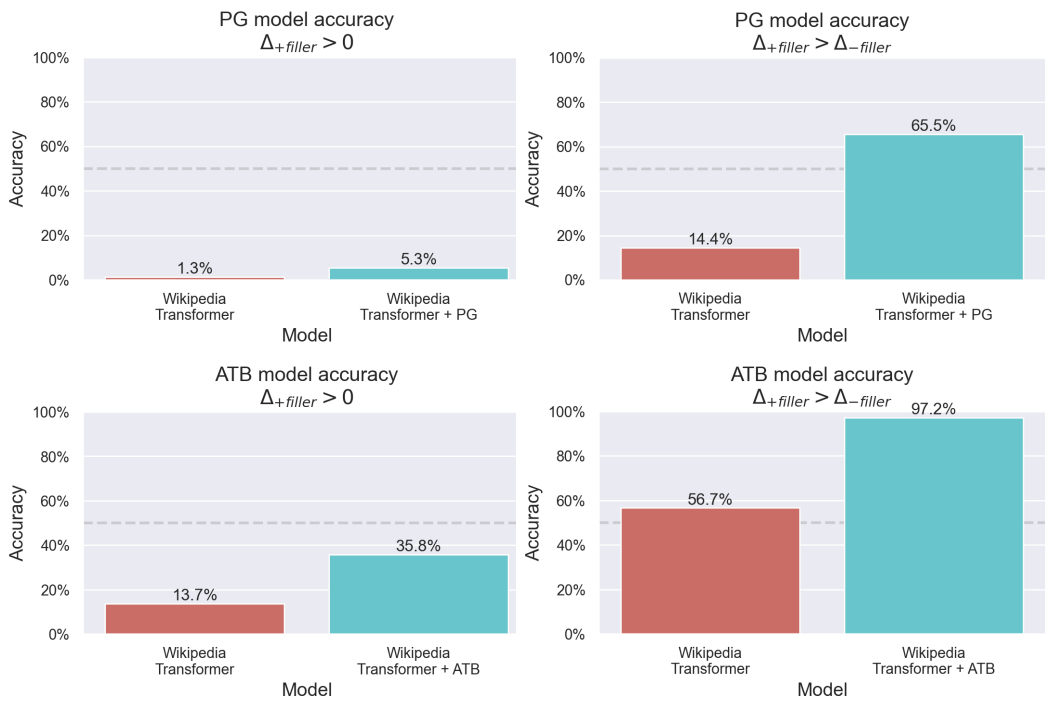 PG model accuracy
Δ+filler > 0
100%
80%
60%
40%
20%
0%
Accuracy
1.3%
5.3%
Wikipedia
Transformer
Wikipedia
Transformer + PG
Model
PG model accuracy
Δ+filler > Δ−filler
100%
80%
60%
40%
20%
0%
Accuracy
14.4%
65.5%
Wikipedia
Transformer
Wikipedia
Transformer + PG
Model
ATB model accuracy
Δ+filler > 0
100%
80%
60%
40%
20%
0%
Accuracy
13.7%
35.8%
Wikipedia
Transformer
Wikipedia
Transformer + ATB
Model
ATB model accuracy
Δ+filler > Δ−filler
100%
80%
60%
40%
20%
0%
Accuracy
56.7%
97.2%
Wikipedia
Transformer
Wikipedia
Transformer + ATB
Model